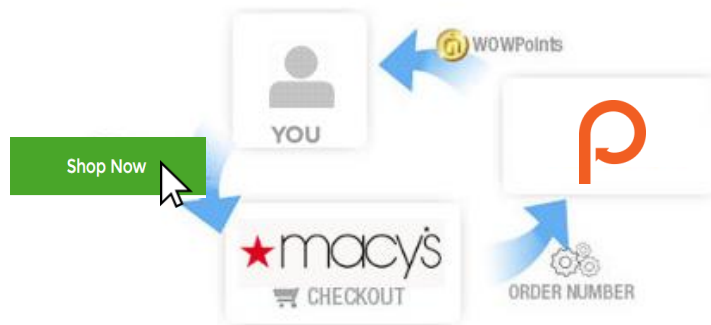 WOWPoints
YOU
Shop Now
macy's
CHECKOUT
ORDER NUMBER